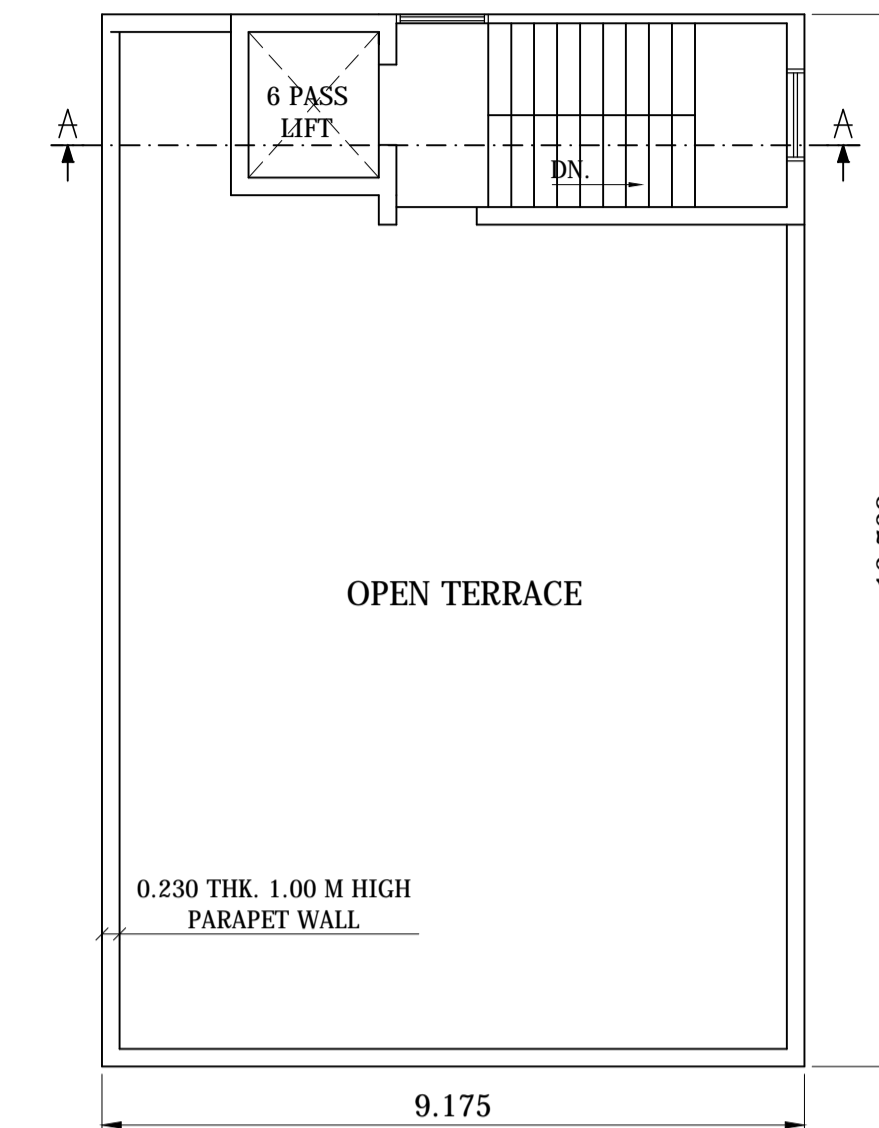 6 PASS
LIFT
A
A
DN.
OPEN TERRACE
0.230 THK. 1.00 M HIGH
PARAPET WALL
9.175